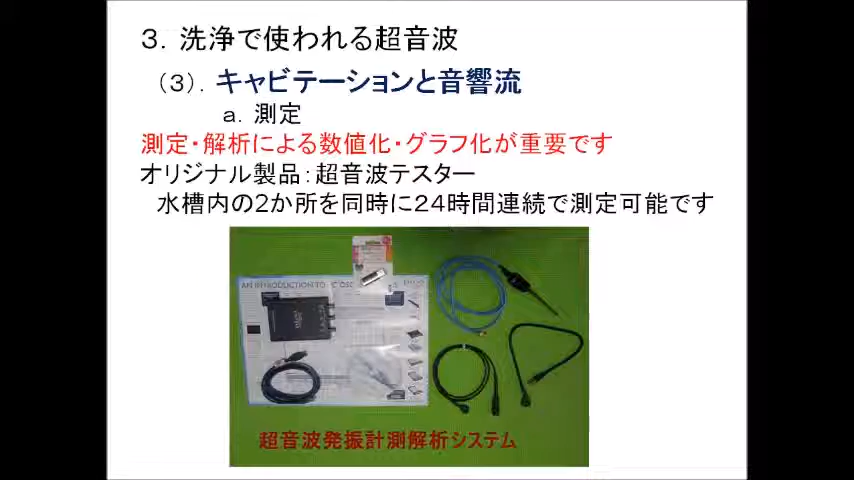 ３．洗浄で使われる超音波
（３）．キャビテーションと音響流
ａ．測定
測定・解析による数値化・グラフ化が重要です
オリジナル製品：超音波テスター
水槽内の２か所を同時に２４時間連続で測定可能です
AN INTRODUCTION TO PC OSC
超音波発振計測解析システム